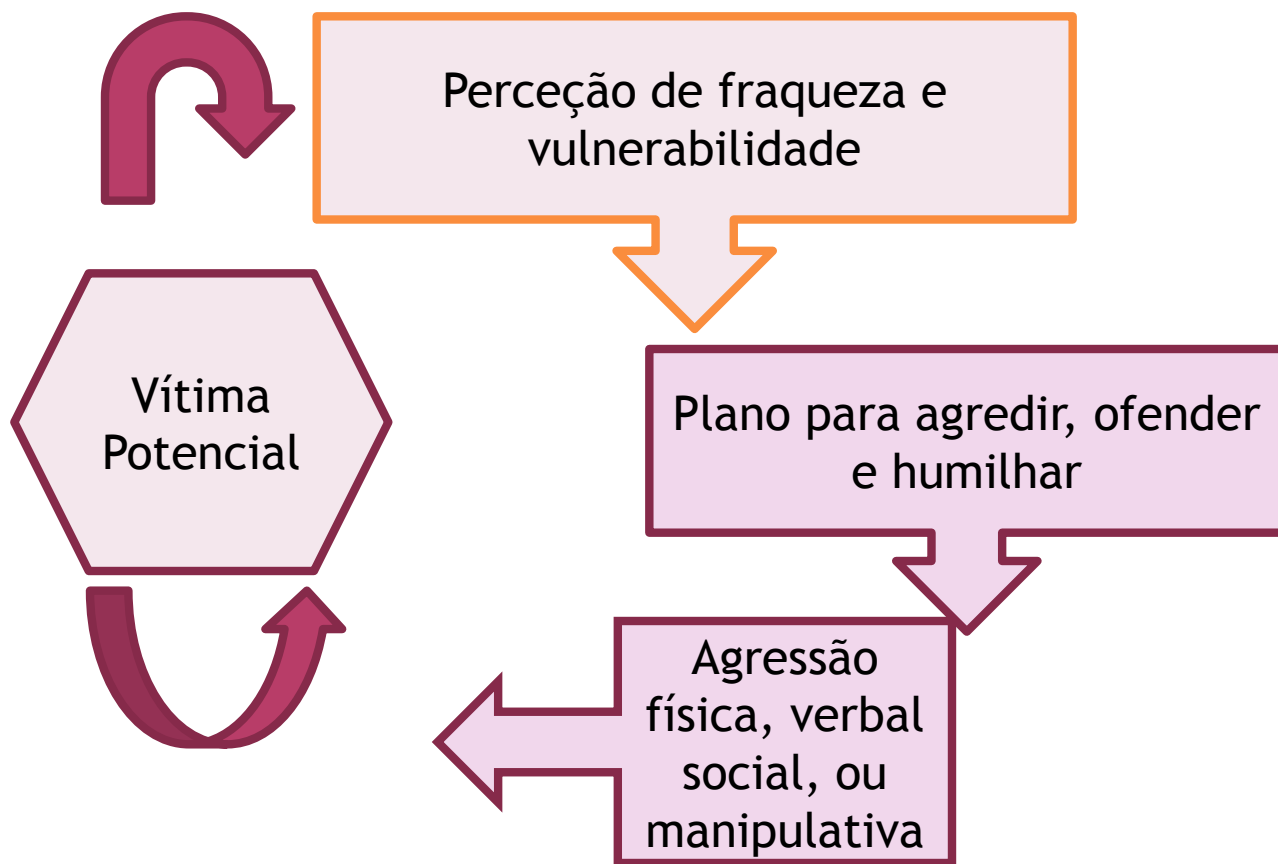 Perceção de fraqueza e
vulnerabilidade
Vítima
Potencial
Plano para agredir, ofender
e humilhar
Agressão
física, verbal
social, ou
manipulativa